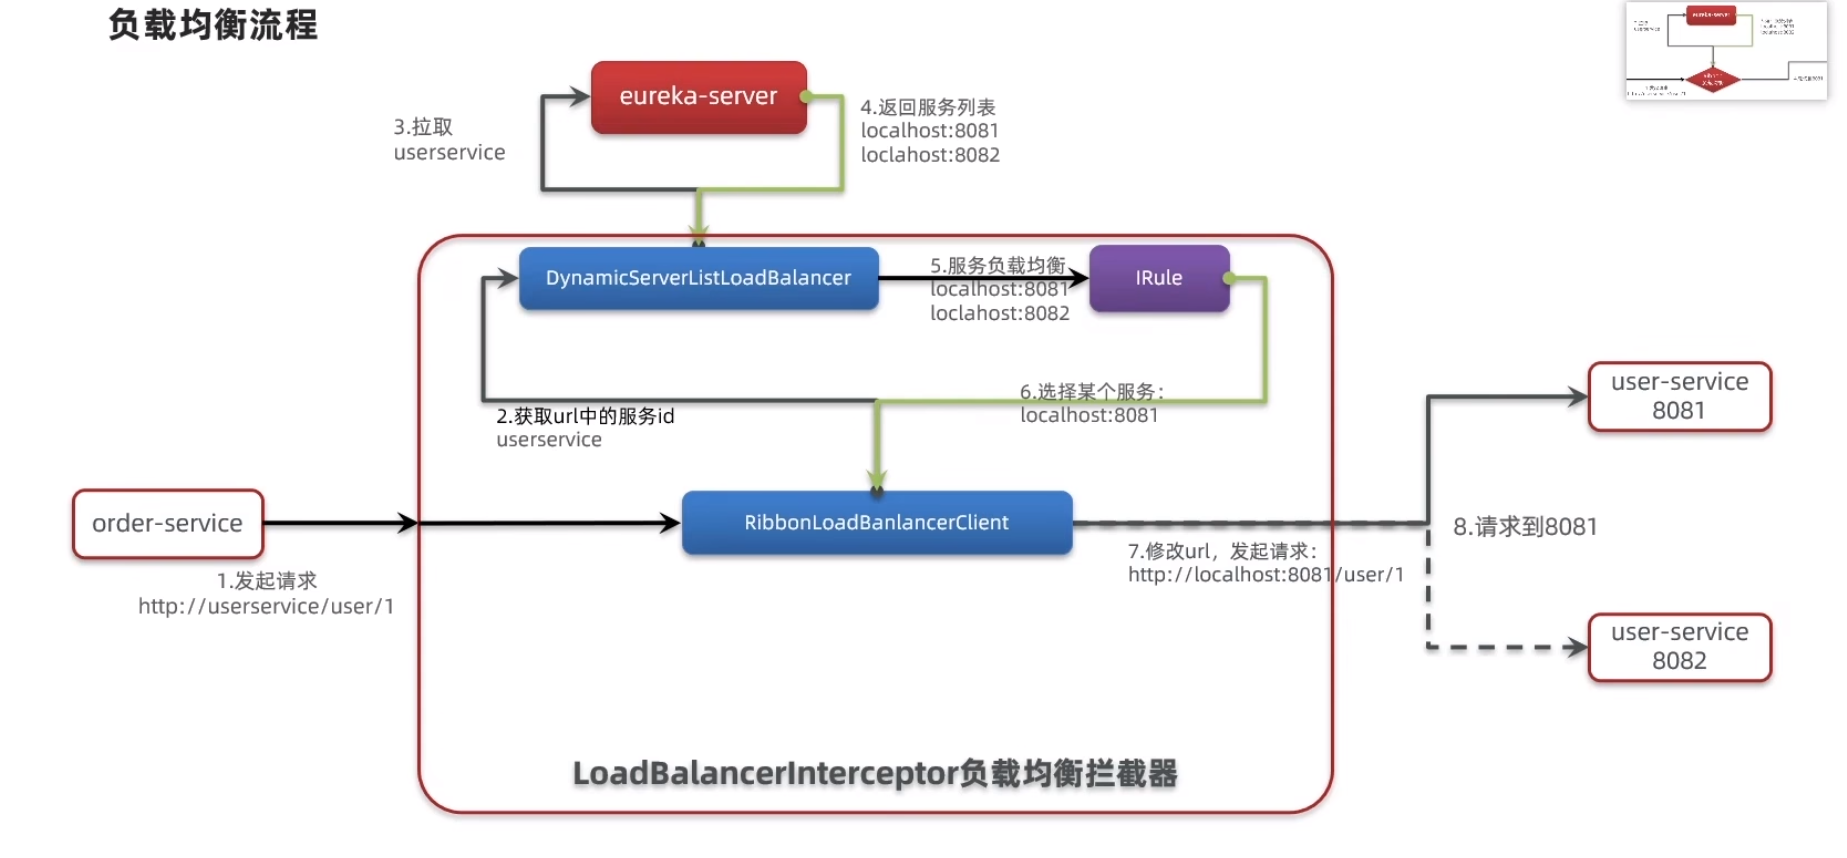 负载均衡流程
eureka-server
3.拉取
userservice
4.返回服务列表
localhost:8081
loclahost:8082
DynamicServerListLoadBalancer
5.服务负载均衡
localhost:8081
loclahost:8082
IRule
2.获取url中的服务id
userservice
6.选择某个服务：
localhost:8081
order-service
1.发起请求
http://userservice/user/1
RibbonLoadBanlancerClient
7.修改url，发起请求：
http://localhost:8081/user/1
8.请求到8081
user-service
8081
user-service
8082
LoadBalancerInterceptor负载均衡拦截器